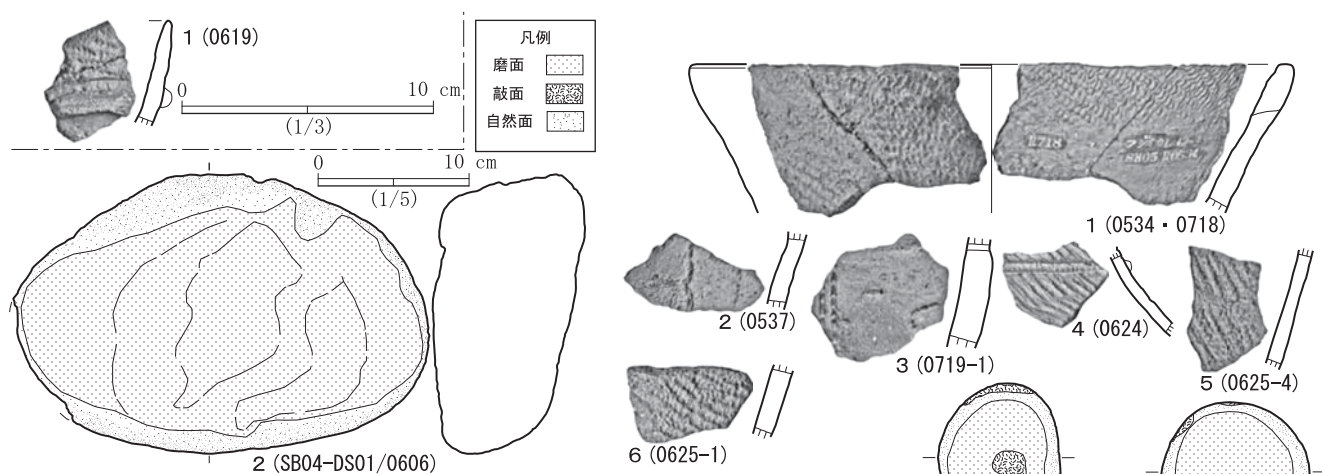 1 (0619)
0 10 cm
(1/3)
凡例
磨面
敲面
自然面
0 10 cm
(1/5)
2 (SB04-DS01/0606)
0718
1 (0534・0718)
2 (0537)
3 (0719-1)
4 (0624)
5 (0625-4)
6 (0625-1)